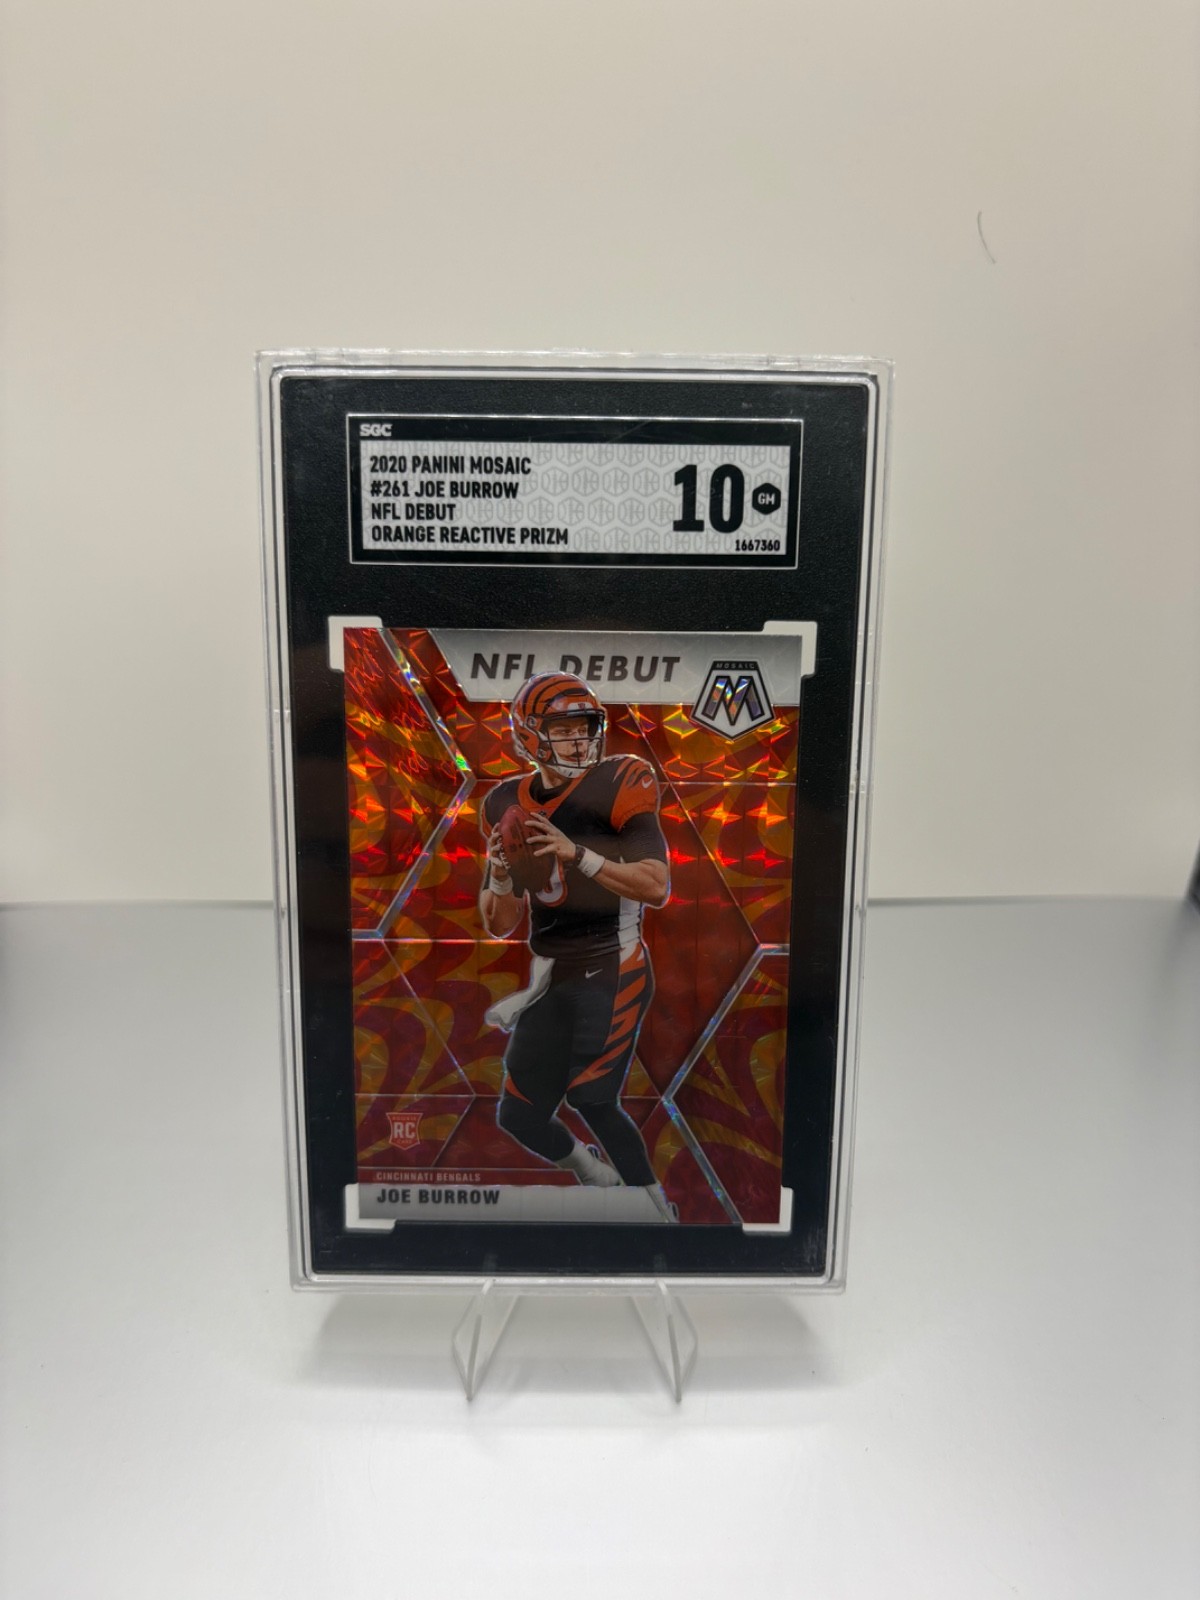 SGC
2020 PANINI MOSAIC
#261 JOE BURROW
NFL DEBUT
ORANGE REACTIVE PRIZM
10
GM
1667360
NFL DEBUT
MOSAIC
M
RC
CINCINNATI BENGALS
JOE BURROW